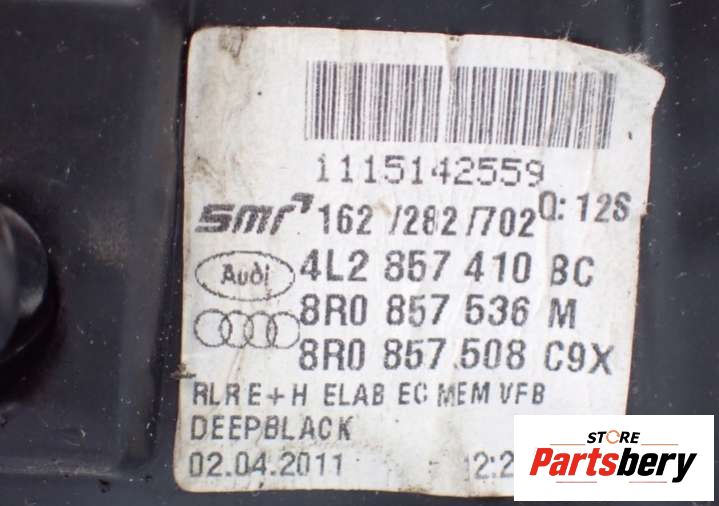 1115142559
smr 162 /282 /702 Q: 12S
Audi 4L2 857 410 BC
8R0 857 536 M
8R0 857 508 C9X
RLR E+H ELAB EC MEM VFB
DEEPBLACK
02.04.2011
STORE
Partsbery